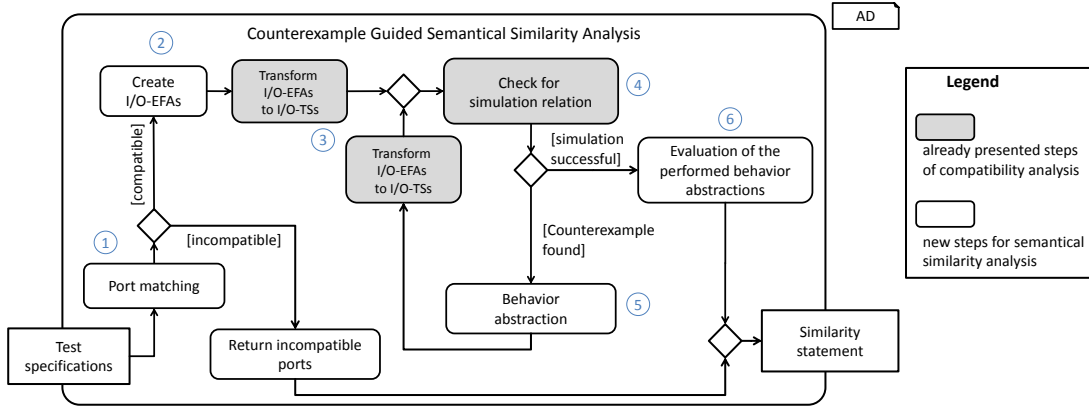 AD
Counterexample Guided Semantical Similarity Analysis
2
Create
I/O-EFAs
Transform
I/O-EFAs
to I/O-TSs
Check for
simulation relation
4
3
Transform
I/O-EFAs
to I/O-TSs
[compatible]
[simulation
successful]
6
Evaluation of the
performed behavior
abstractions
1
Port matching
[incompatible]
[Counterexample
found]
Behavior
abstraction
5
Test
specifications
Return incompatible
ports
Similarity
statement
Legend
already presented steps
of compatibility analysis
new steps for semantical
similarity analysis